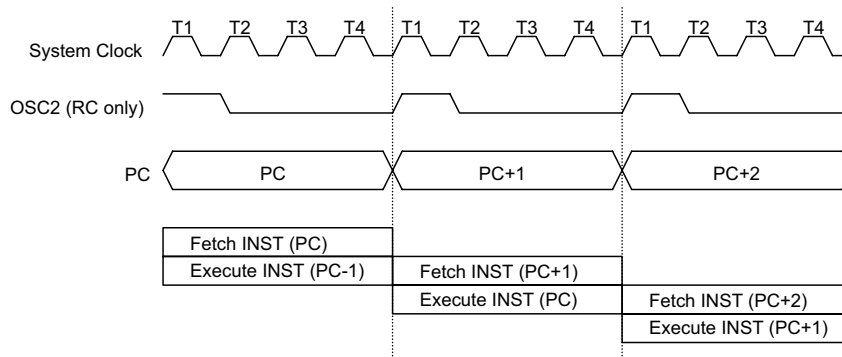 T1 T2 T3 T4 T1 T2 T3 T4 T1 T2 T3 T4
System Clock
OSC2 (RC only)
PC PC PC+1 PC+2
Fetch INST (PC)
Execute INST (PC-1) Fetch INST (PC+1)
Execute INST (PC) Fetch INST (PC+2)
Execute INST (PC+1)